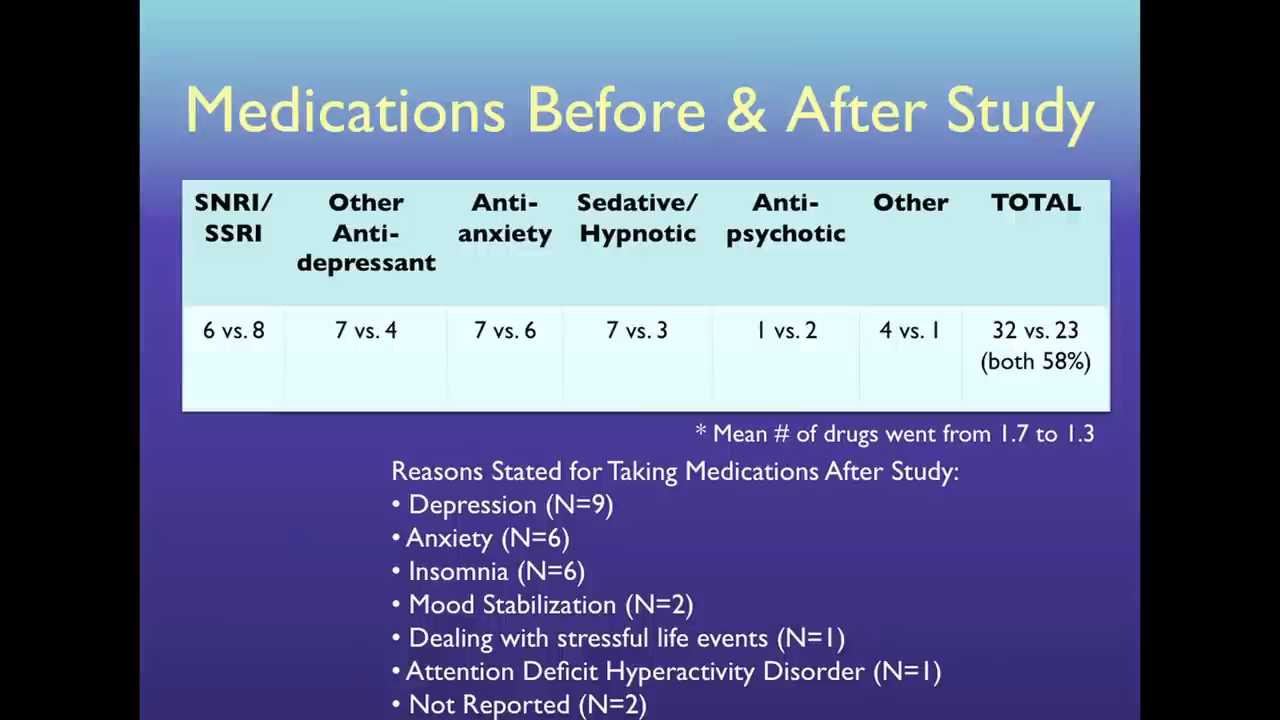 Medications Before & After Study
SNRI/ Other Anti- Sedative/ Anti- Other TOTAL
SSRI Anti- anxiety Hypnotic psychotic
depressant
6 vs. 8 7 vs. 4 7 vs. 6 7 vs. 3 1 vs. 2 4 vs. 1 32 vs. 23
(both 58%)
* Mean # of drugs went from 1.7 to 1.3
Reasons Stated for Taking Medications After Study:
• Depression (N=9)
• Anxiety (N=6)
• Insomnia (N=6)
• Mood Stabilization (N=2)
• Dealing with stressful life events (N=1)
• Attention Deficit Hyperactivity Disorder (N=1)
• Not Reported (N=2)